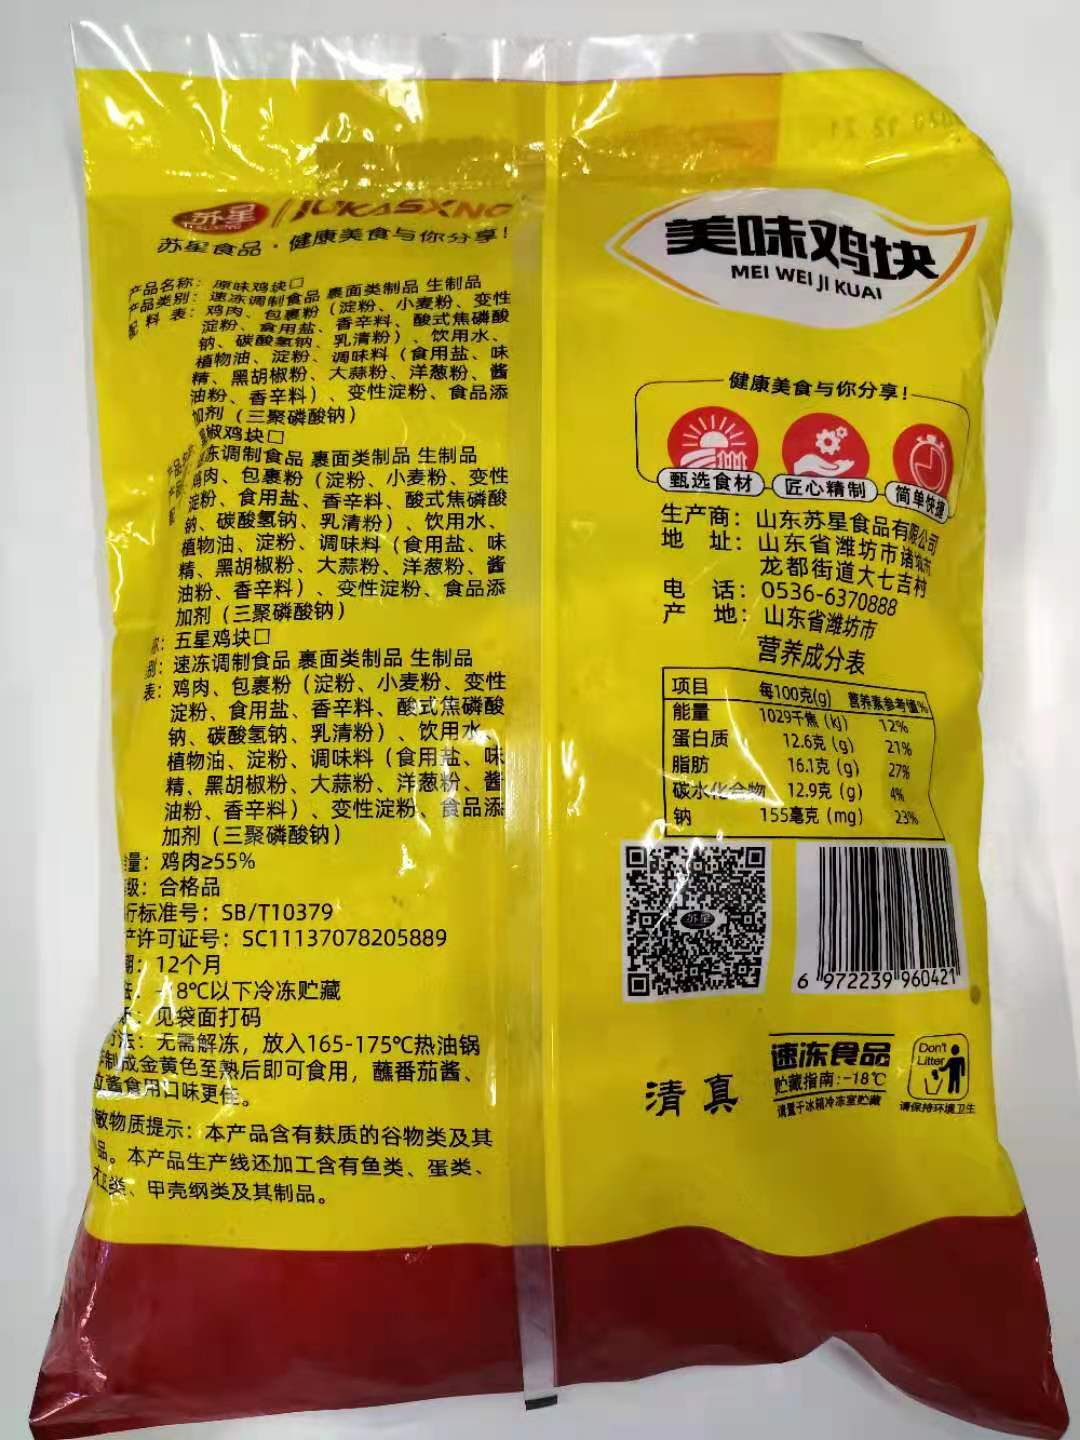 苏星
苏星食品·健康美食与你分享!
产品名称：原味鸡块口
产品类别：速冻调制食品 裹面类制品 生制品
配 料 表：鸡肉、包裹粉（淀粉、小麦粉、变性
淀粉、食用盐、香辛料、酸式焦磷酸
钠、碳酸氢钠、乳清粉）、饮用水、
植物油、淀粉、调味料（食用盐、味
精、黑胡椒粉、大蒜粉、洋葱粉、酱
油粉、香辛料）、变性淀粉、食品添
加剂（三聚磷酸钠）
椒鸡块口
冻调制食品 裹面类制品 生制品
鸡肉、包裹粉（淀粉、小麦粉、变性
淀粉、食用盐、香辛料、酸式焦磷酸
钠、碳酸氢钠、乳清粉）、饮用水、
植物油、淀粉、调味料（食用盐、味
精、黑胡椒粉、大蒜粉、洋葱粉、酱
油粉、香辛料）、变性淀粉、食品添
加剂（三聚磷酸钠）
称：五星鸡块口
别：速冻调制食品 裹面类制品 生制品
表：鸡肉、包裹粉（淀粉、小麦粉、变性
淀粉、食用盐、香辛料、酸式焦磷酸
钠、碳酸氢钠、乳清粉）、饮用水、
植物油、淀粉、调味料（食用盐、味
精、黑胡椒粉、大蒜粉、洋葱粉、酱
油粉、香辛料）、变性淀粉、食品添
加剂（三聚磷酸钠）
量：鸡肉≥55%
级：合格品
行标准号：SB/T10379
产许可证号：SC11137078205889
期：12个月
法：-18℃以下冷冻贮藏
见袋面打码
方法：无需解冻，放入165-175℃热油锅
炸制成金黄色至熟后即可食用，蘸番茄酱、
酱食用口味更佳。
敏物质提示：本产品含有麸质的谷物类及其
品。本产品生产线还加工含有鱼类、蛋类、
类、甲壳纲类及其制品。
2023 12 21
美味鸡块
MEI WEI JI KUAI
健康美食与你分享!
甄选食材 匠心精制 简单快捷
生产商：山东苏星食品有限公司
地 址：山东省潍坊市诸城市
龙都街道大七吉村
电 话：0536-6370888
产 地：山东省潍坊市
营养成分表
项目 每100克(g) 营养素参考值%
能量 1029千焦（kJ） 12%
蛋白质 12.6克（g） 21%
脂肪 16.1克（g） 27%
碳水化合物 12.9克（g） 4%
钠 155毫克（mg） 23%
苏星
6 972239 960421
清真
速冻食品
贮藏指南:-18℃
请置于冰箱冷冻室贮藏
Don't
Litter
请保持环境卫生